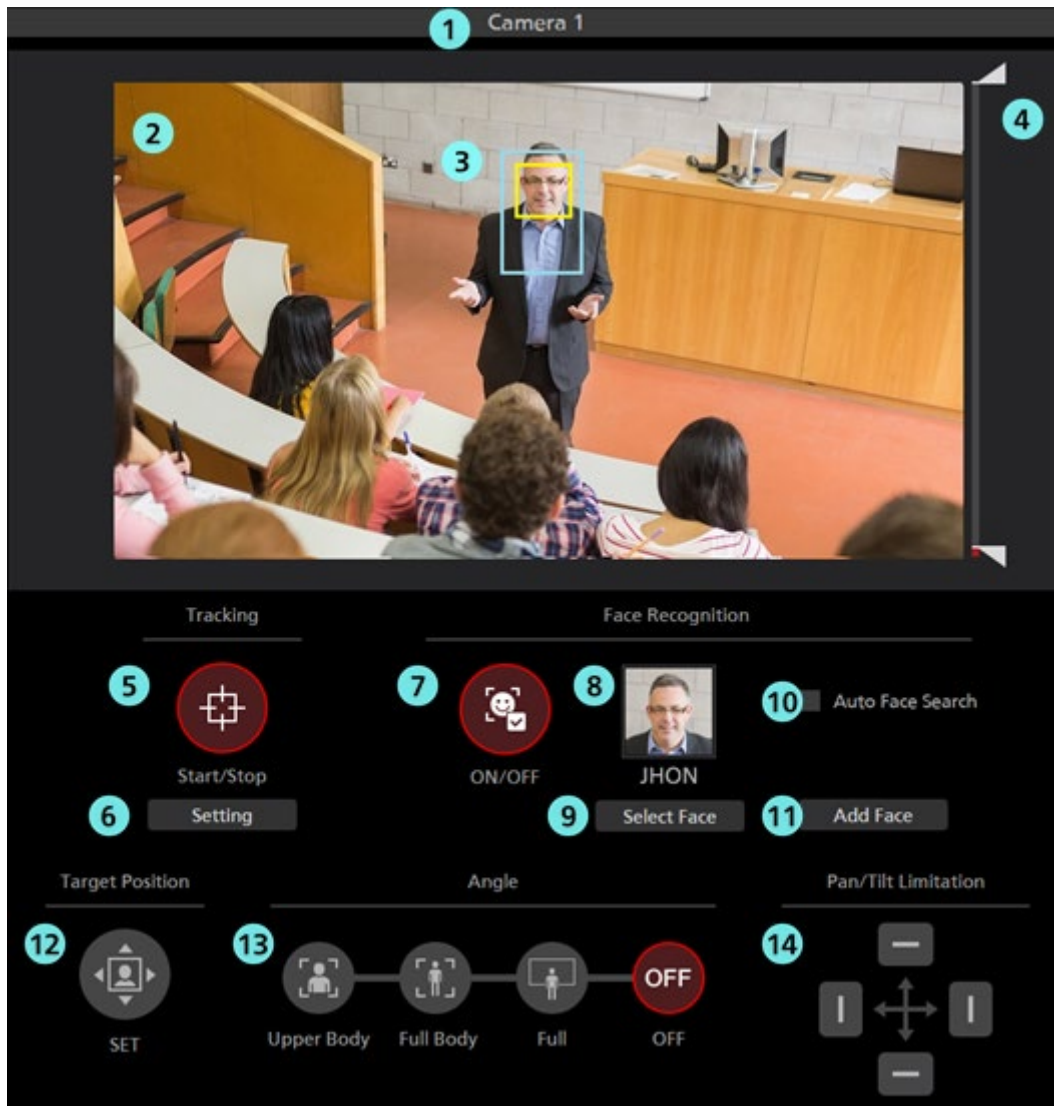 1 Camera 1
2
3
4
Tracking Face Recognition
5
7
8
10 Auto Face Search
Start/Stop ON/OFF JHON
6 Setting 9 Select Face 11 Add Face
Target Position Angle Pan/Tilt Limitation
12
13
14
OFF
SET Upper Body Full Body Full OFF